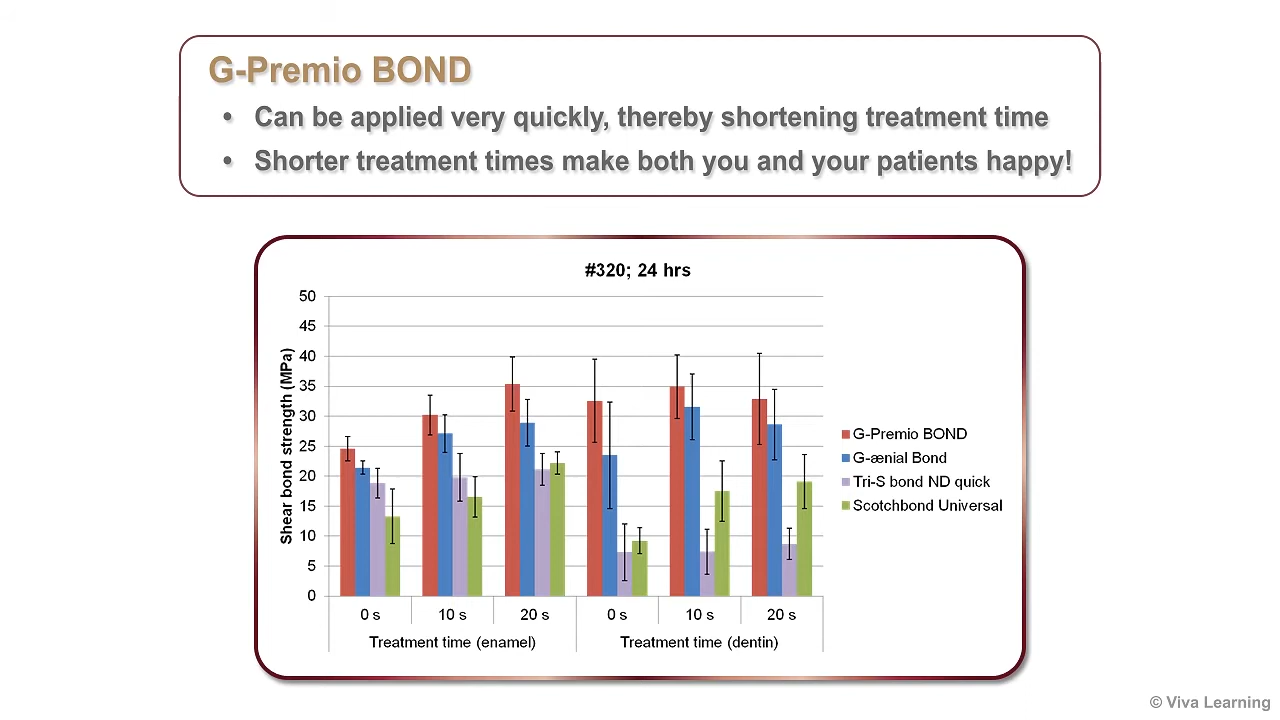 G-Premio BOND
• Can be applied very quickly, thereby shortening treatment time
• Shorter treatment times make both you and your patients happy!
#320; 24 hrs
Shear bond strength (MPa)
50
45
40
35
30
25
20
15
10
5
0
0 s 10 s 20 s 0 s 10 s 20 s
Treatment time (enamel) Treatment time (dentin)
G-Premio BOND
G-ænial Bond
Tri-S bond ND quick
Scotchbond Universal
© Viva Learning